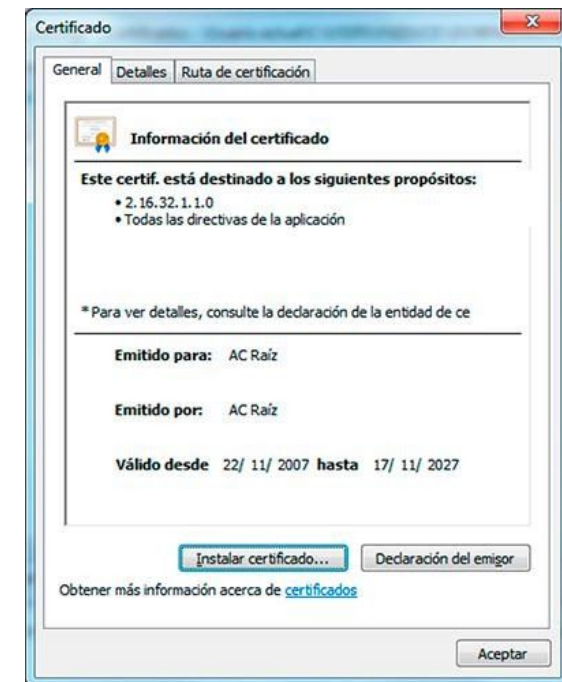 Certificado
General Detalles Ruta de certificación
Información del certificado
Este certif. está destinado a los siguientes propósitos:
• 2.16.32.1.1.0
• Todas las directivas de la aplicación
* Para ver detalles, consulte la declaración de la entidad de ce
Emitido para: AC Raíz
Emitido por: AC Raíz
Válido desde 22/ 11/ 2007 hasta 17/ 11/ 2027
Instalar certificado... Declaración del emisor
Obtener más información acerca de certificados
Aceptar